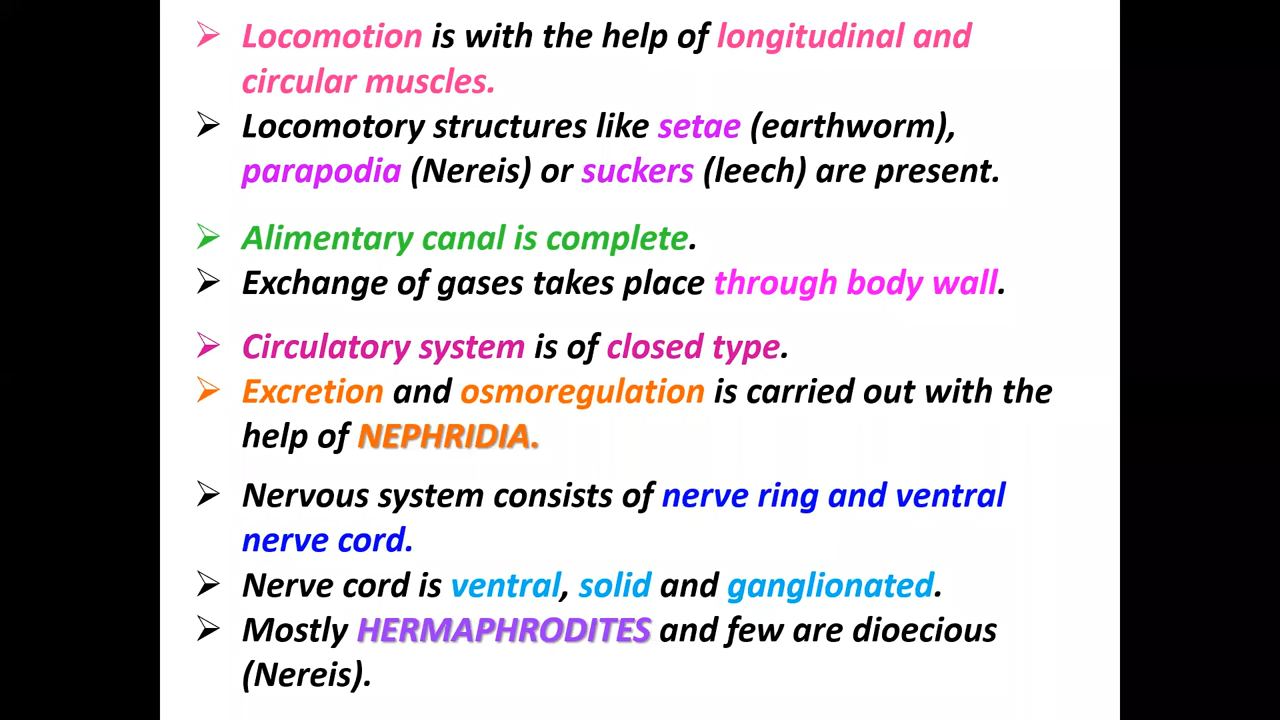 ➢ Locomotion is with the help of longitudinal and
circular muscles.
➢ Locomotory structures like setae (earthworm),
parapodia (Nereis) or suckers (leech) are present.
➢ Alimentary canal is complete.
➢ Exchange of gases takes place through body wall.
➢ Circulatory system is of closed type.
➢ Excretion and osmoregulation is carried out with the
help of NEPHRIDIA.
➢ Nervous system consists of nerve ring and ventral
nerve cord.
➢ Nerve cord is ventral, solid and ganglionated.
➢ Mostly HERMAPHRODITES and few are dioecious
(Nereis).